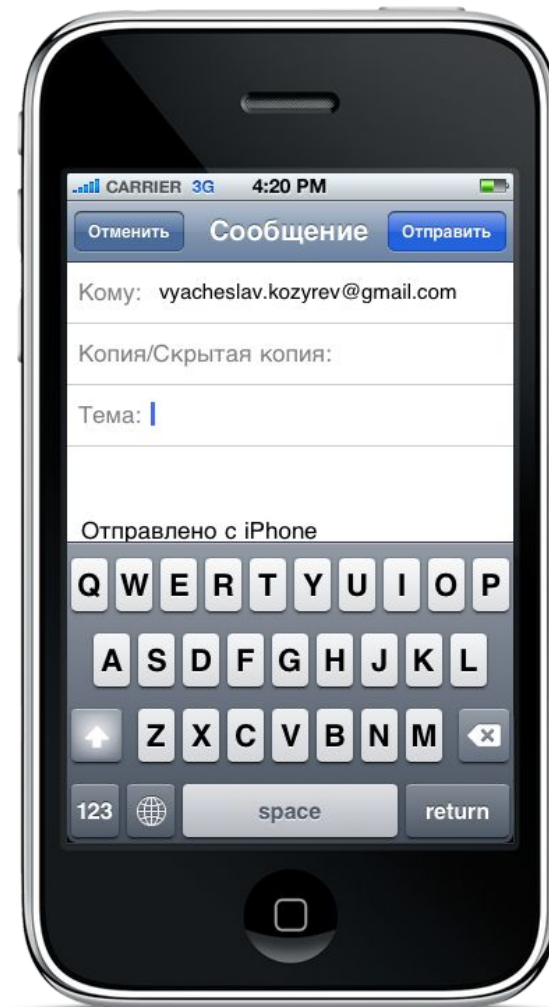 CARRIER 3G 4:20 PM
Отменить Сообщение Отправить
Кому: vyacheslav.kozyrev@gmail.com
Копия/Скрытая копия:
Тема:
Отправлено с iPhone
Q W E R T Y U I O P
A S D F G H J K L
Z X C V B N M
123 space return